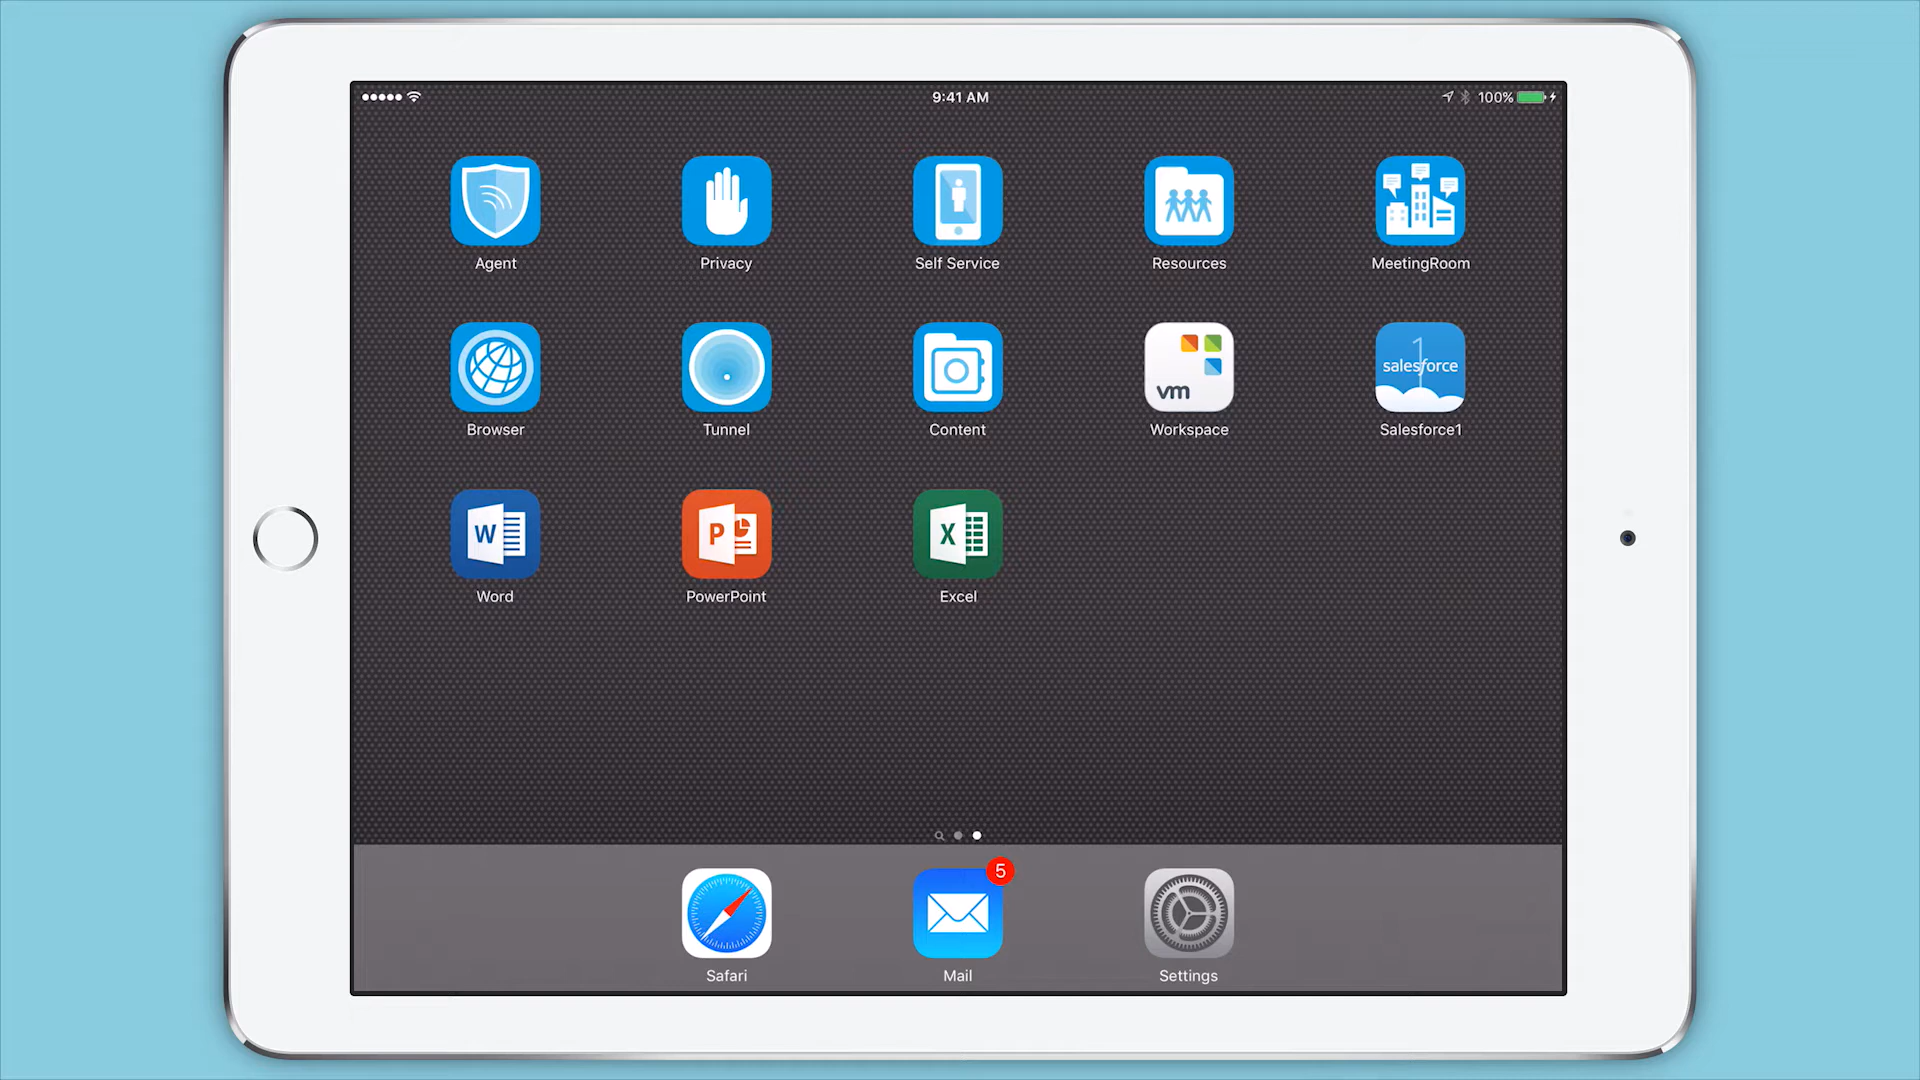 9:41 AM
100%
Agent
Privacy
Self Service
Resources
MeetingRoom
vm
1
salesforce
Browser
Tunnel
Content
Workspace
Salesforce1
W
P
X
Word
PowerPoint
Excel
5
Safari
Mail
Settings